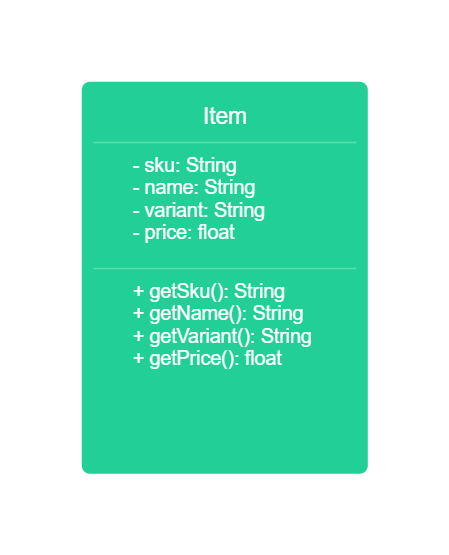 Item
- sku: String
- name: String
- variant: String
- price: float
+ getSku(): String
+ getName(): String
+ getVariant(): String
+ getPrice(): float